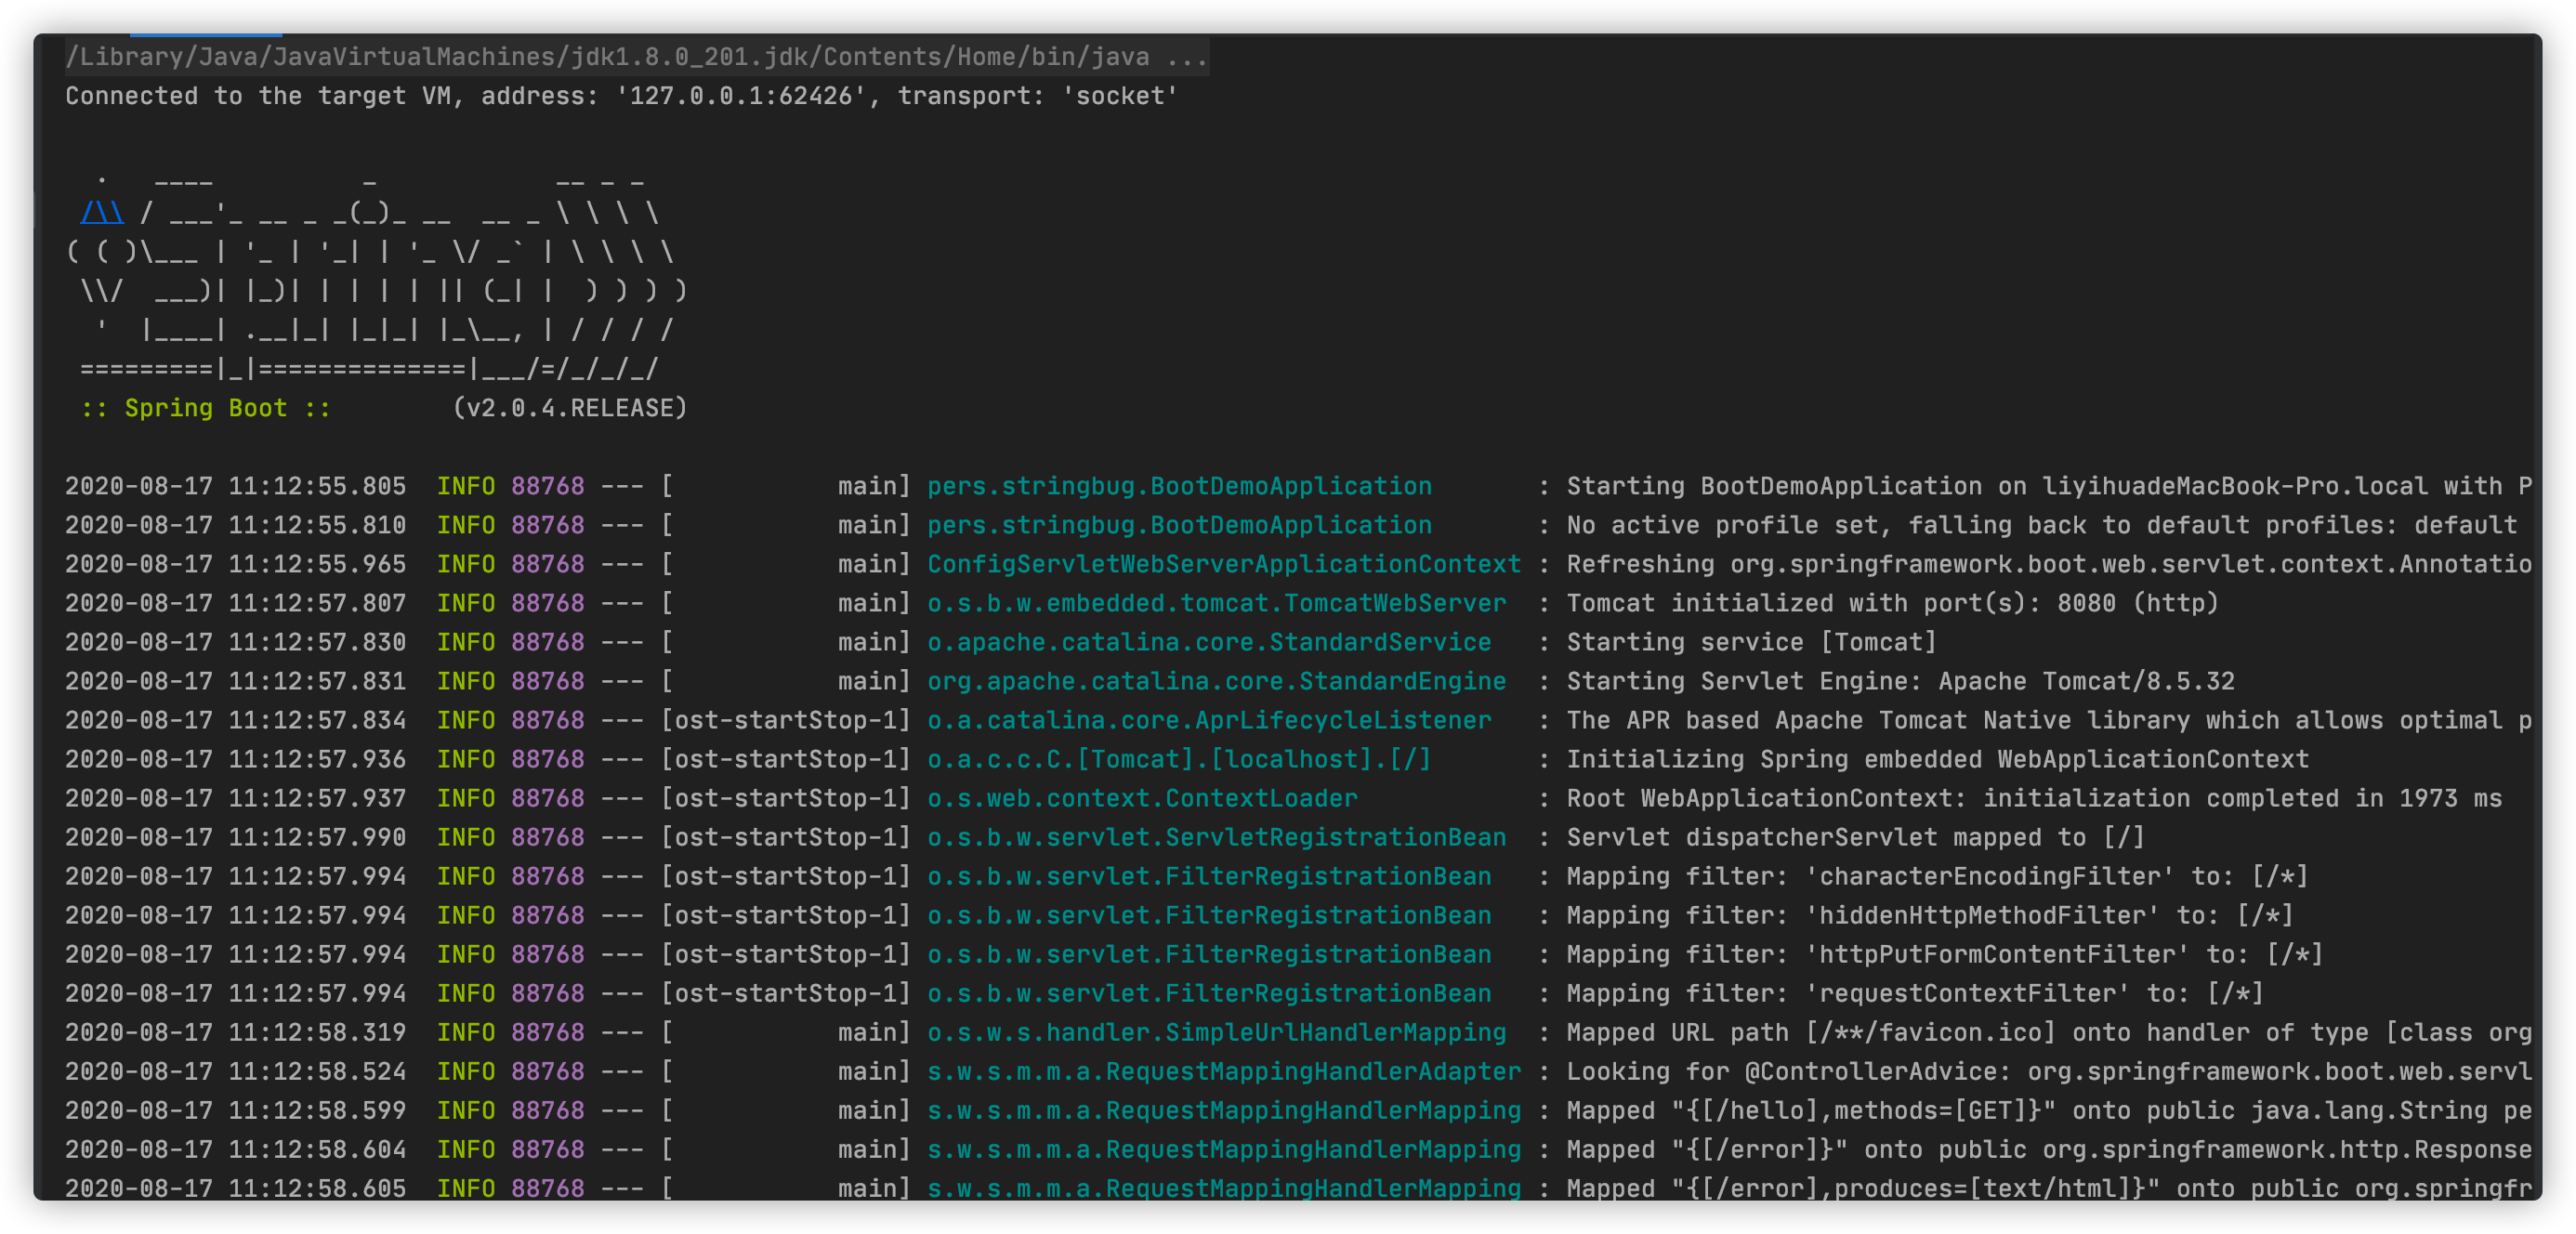 /Library/Java/JavaVirtualMachines/jdk1.8.0_201.jdk/Contents/Home/bin/java ...
Connected to the target VM, address: '127.0.0.1:62426', transport: 'socket'
  .   ____          _            __ _ _
 /\\ / ___'_ __ _ _(_)_ __  __ _ \ \ \ \
( ( )\___ | '_ | '_| | '_ \/ _` | \ \ \ \
 \\/  ___)| |_)| | | | | || (_| |  ) ) ) )
  '  |____| .__|_| |_|_| |_\__, | / / / /
 =========|_|==============|___/=/_/_/_/
 :: Spring Boot ::        (v2.0.4.RELEASE)
2020-08-17 11:12:55.805  INFO 88768 --- [           main] pers.stringbug.BootDemoApplication       : Starting BootDemoApplication on liyihuadeMacBook-Pro.local with P
2020-08-17 11:12:55.810  INFO 88768 --- [           main] pers.stringbug.BootDemoApplication       : No active profile set, falling back to default profiles: default
2020-08-17 11:12:55.965  INFO 88768 --- [           main] ConfigServletWebServerApplicationContext : Refreshing org.springframework.boot.web.servlet.context.Annotatio
2020-08-17 11:12:57.807  INFO 88768 --- [           main] o.s.b.w.embedded.tomcat.TomcatWebServer  : Tomcat initialized with port(s): 8080 (http)
2020-08-17 11:12:57.830  INFO 88768 --- [           main] o.apache.catalina.core.StandardService   : Starting service [Tomcat]
2020-08-17 11:12:57.831  INFO 88768 --- [           main] org.apache.catalina.core.StandardEngine  : Starting Servlet Engine: Apache Tomcat/8.5.32
2020-08-17 11:12:57.834  INFO 88768 --- [ost-startStop-1] o.a.catalina.core.AprLifecycleListener   : The APR based Apache Tomcat Native library which allows optimal p
2020-08-17 11:12:57.936  INFO 88768 --- [ost-startStop-1] o.a.c.c.C.[Tomcat].[localhost].[/]       : Initializing Spring embedded WebApplicationContext
2020-08-17 11:12:57.937  INFO 88768 --- [ost-startStop-1] o.s.web.context.ContextLoader            : Root WebApplicationContext: initialization completed in 1973 ms
2020-08-17 11:12:57.990  INFO 88768 --- [ost-startStop-1] o.s.b.w.servlet.ServletRegistrationBean  : Servlet dispatcherServlet mapped to [/]
2020-08-17 11:12:57.994  INFO 88768 --- [ost-startStop-1] o.s.b.w.servlet.FilterRegistrationBean   : Mapping filter: 'characterEncodingFilter' to: [/*]
2020-08-17 11:12:57.994  INFO 88768 --- [ost-startStop-1] o.s.b.w.servlet.FilterRegistrationBean   : Mapping filter: 'hiddenHttpMethodFilter' to: [/*]
2020-08-17 11:12:57.994  INFO 88768 --- [ost-startStop-1] o.s.b.w.servlet.FilterRegistrationBean   : Mapping filter: 'httpPutFormContentFilter' to: [/*]
2020-08-17 11:12:57.994  INFO 88768 --- [ost-startStop-1] o.s.b.w.servlet.FilterRegistrationBean   : Mapping filter: 'requestContextFilter' to: [/*]
2020-08-17 11:12:58.319  INFO 88768 --- [           main] o.s.w.s.handler.SimpleUrlHandlerMapping  : Mapped URL path [/**/favicon.ico] onto handler of type [class org
2020-08-17 11:12:58.524  INFO 88768 --- [           main] s.w.s.m.m.a.RequestMappingHandlerAdapter : Looking for @ControllerAdvice: org.springframework.boot.web.servl
2020-08-17 11:12:58.599  INFO 88768 --- [           main] s.w.s.m.m.a.RequestMappingHandlerMapping : Mapped "{[/hello],methods=[GET]}" onto public java.lang.String pe
2020-08-17 11:12:58.604  INFO 88768 --- [           main] s.w.s.m.m.a.RequestMappingHandlerMapping : Mapped "{[/error]}" onto public org.springframework.http.Response
2020-08-17 11:12:58.605  INFO 88768 --- [           main] s.w.s.m.m.a.RequestMappingHandlerMapping : Mapped "{[/error],produces=[text/html]}" onto public org.springfr